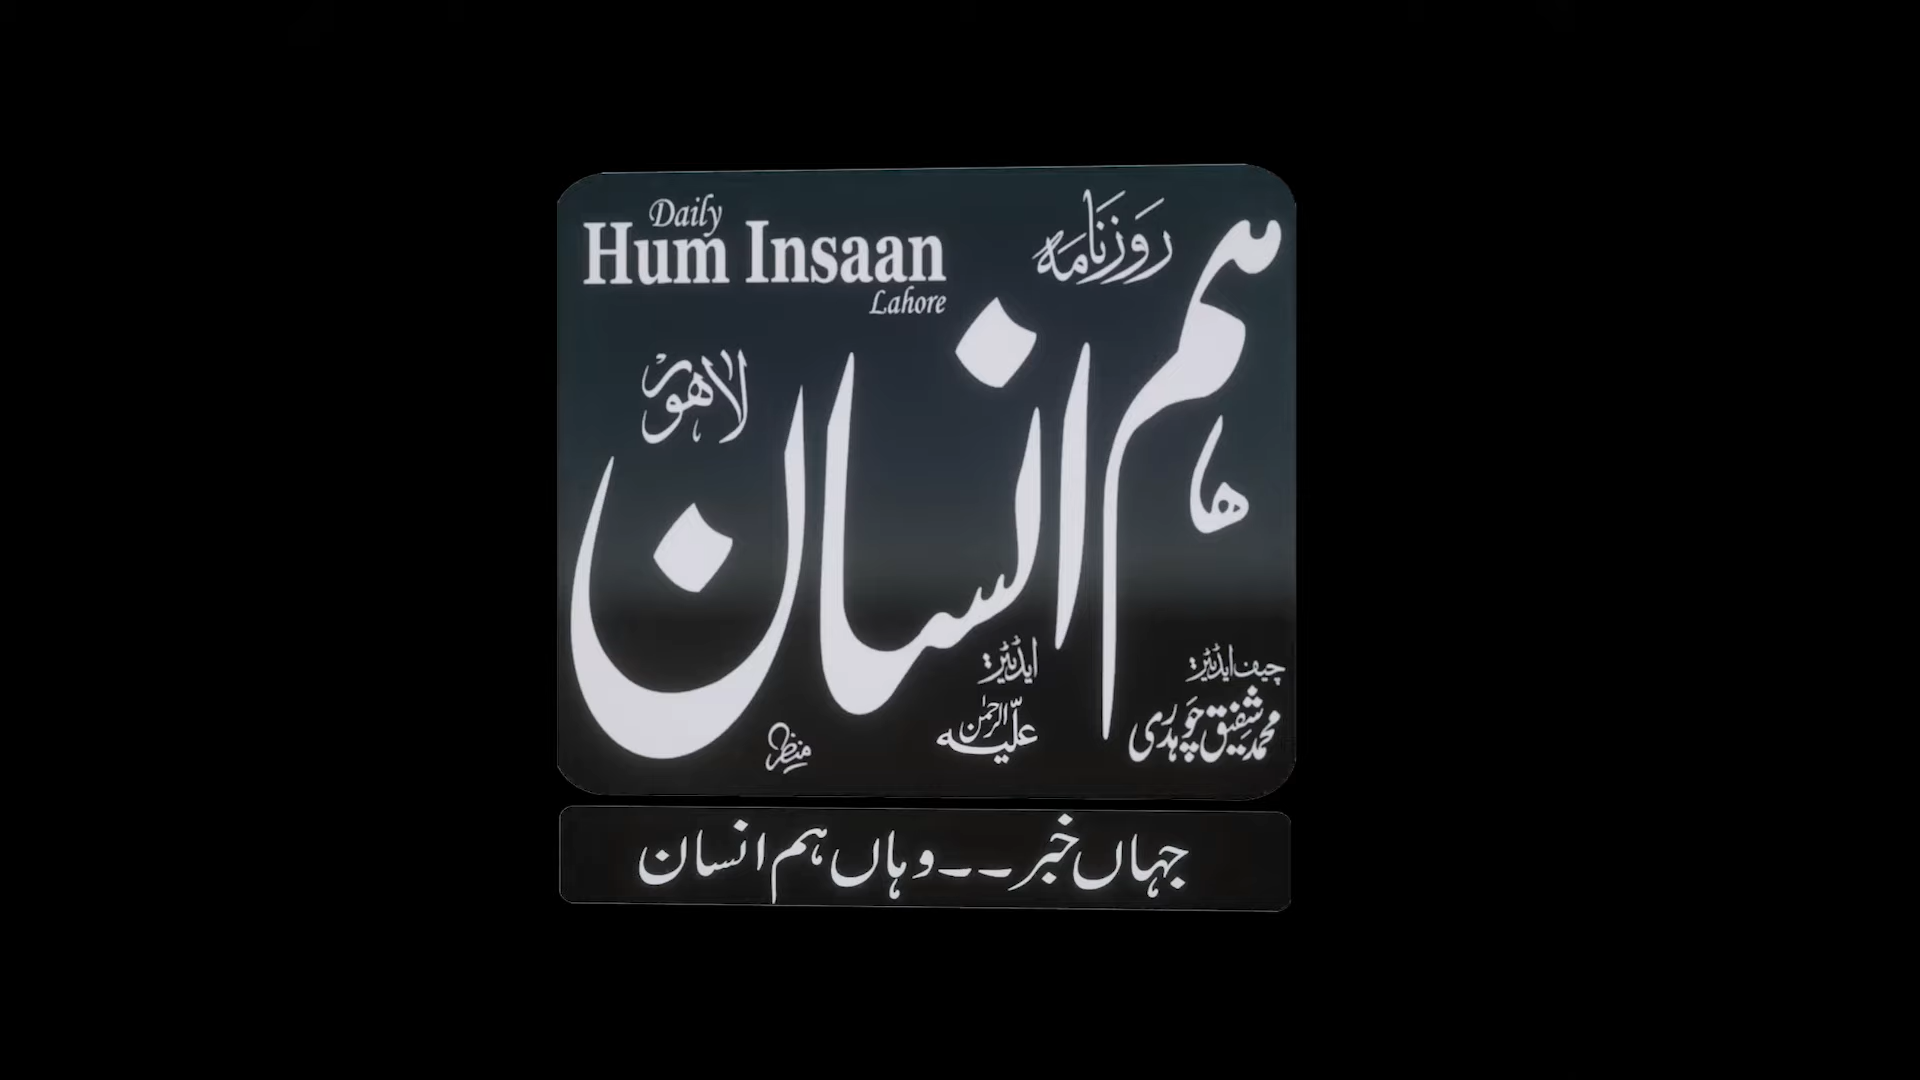 Daily
Hum Insaan
Lahore
روزنامہ
ہم انسان
لاہور
چیف ایڈیٹر
محمد شفیق چوہدری
ایڈیٹر
علیہ الرحمٰن
جہاں خبر۔۔وہاں ہم انسان